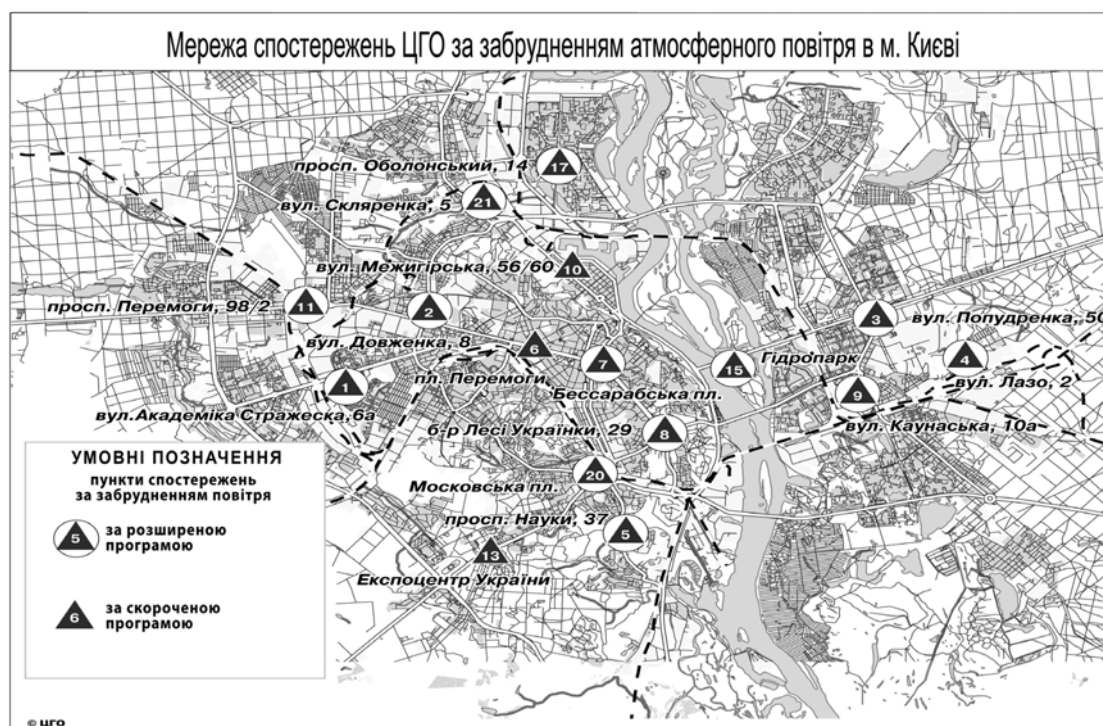 Мережа спостережень ЦГО за забрудненням атмосферного повітря в м. Києві
просп. Оболонський, 14
17
вул. Скляренка, 5
21
вул. Межигірська, 56/60
10
просп. Перемоги, 98/2
11
2
3
вул. Попудренка, 50
вул. Довженка, 8
6
7
15
Гідропарк
4
пл. Перемоги
1
Бессарабська пл.
9
вул. Лазо, 2
вул.Академіка Стражеска,6а
б-р Лесі Українки, 29
8
вул. Каунаська, 10а
Московська пл.
20
просп. Науки, 37
5
13
Експоцентр України
УМОВНІ ПОЗНАЧЕННЯ
пункти спостережень
за забрудненням повітря
5
за розширеною
програмою
6
за скороченою
програмою
© ЦГО